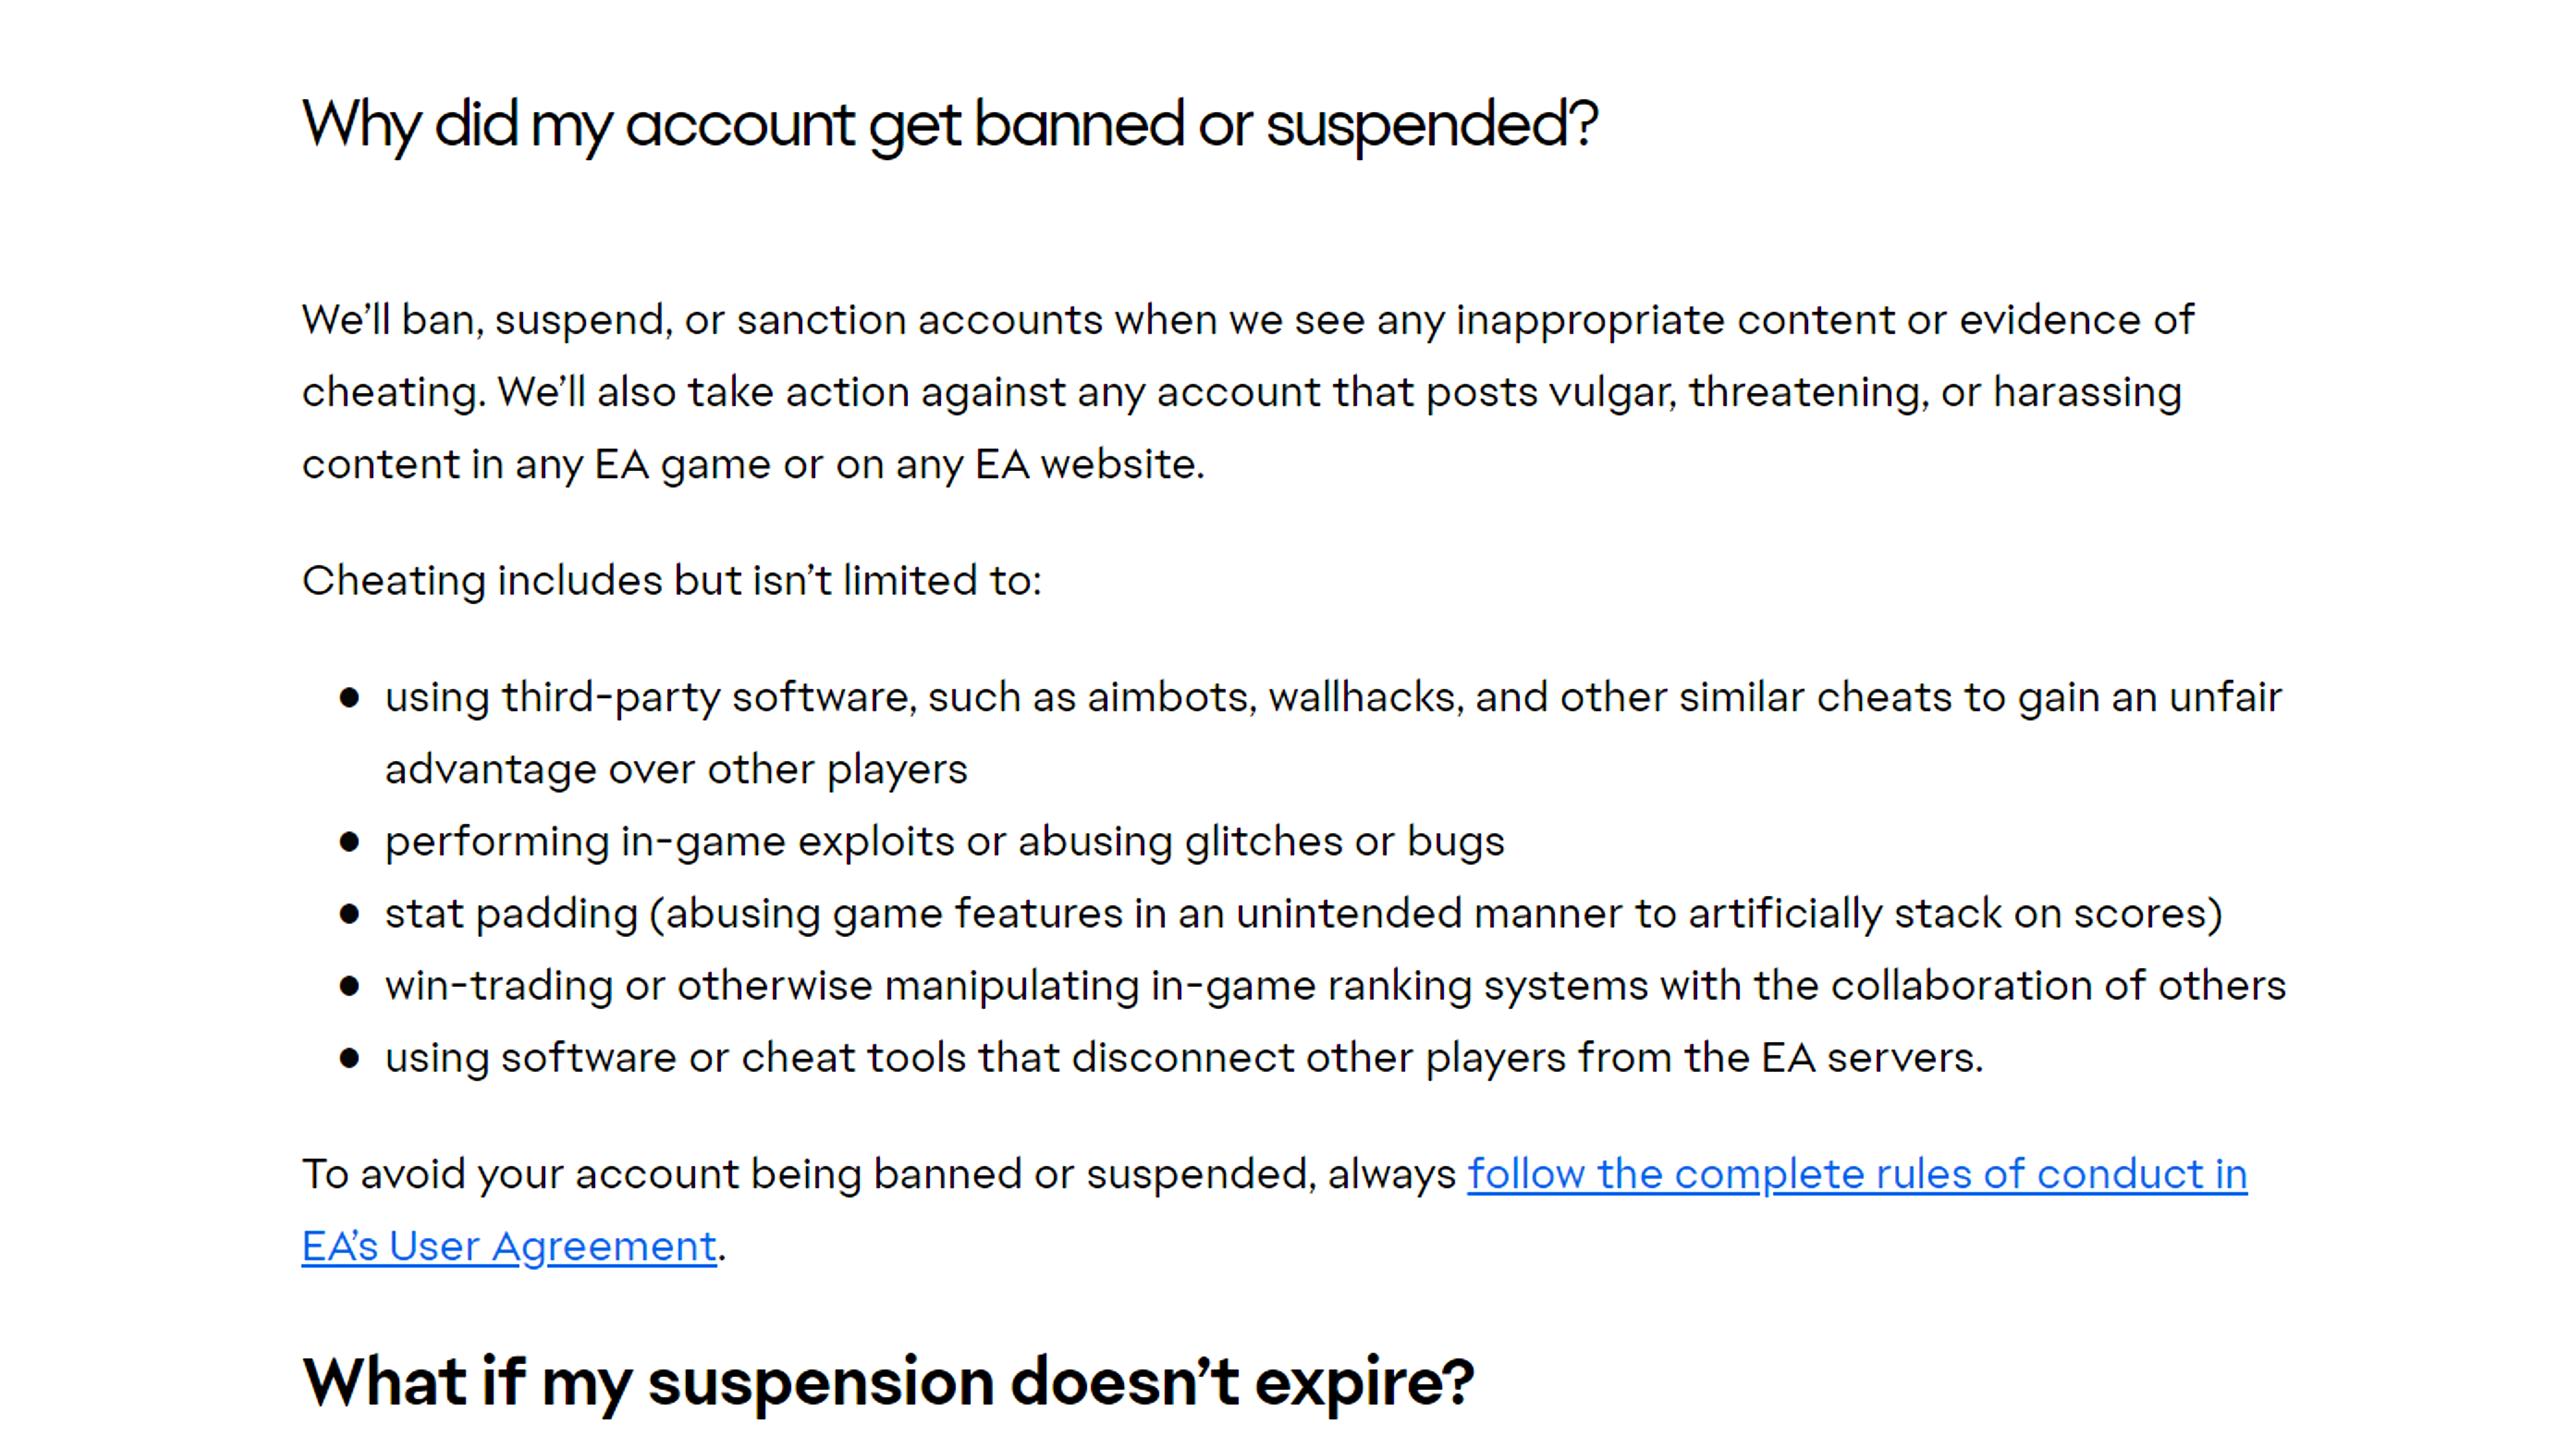 Why did my account get banned or suspended?
We’ll ban, suspend, or sanction accounts when we see any inappropriate content or evidence of
cheating. We’ll also take action against any account that posts vulgar, threatening, or harassing
content in any EA game or on any EA website.
Cheating includes but isn’t limited to:
● using third-party software, such as aimbots, wallhacks, and other similar cheats to gain an unfair
advantage over other players
● performing in-game exploits or abusing glitches or bugs
● stat padding (abusing game features in an unintended manner to artificially stack on scores)
● win-trading or otherwise manipulating in-game ranking systems with the collaboration of others
● using software or cheat tools that disconnect other players from the EA servers.
To avoid your account being banned or suspended, always follow the complete rules of conduct in
EA’s User Agreement.
What if my suspension doesn’t expire?